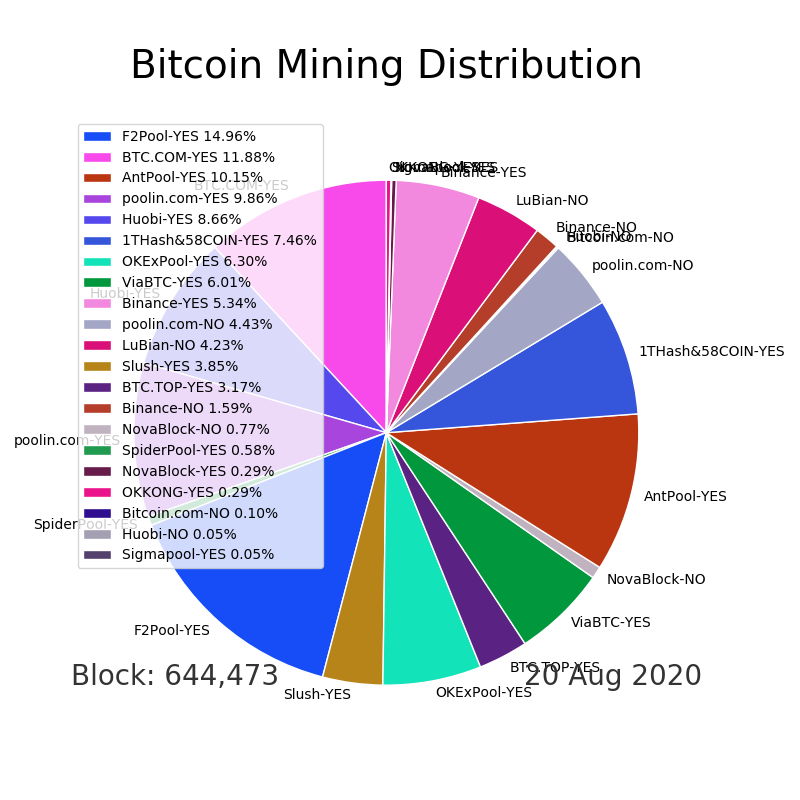 Bitcoin Mining Distribution
F2Pool-YES 14.96%
BTC.COM-YES 11.88%
AntPool-YES 10.15%
poolin.com-YES 9.86%
Huobi-YES 8.66%
1THash&58COIN-YES 7.46%
OKExPool-YES 6.30%
ViaBTC-YES 6.01%
Binance-YES 5.34%
poolin.com-NO 4.43%
LuBian-NO 4.23%
Slush-YES 3.85%
BTC.TOP-YES 3.17%
Binance-NO 1.59%
NovaBlock-NO 0.77%
SpiderPool-YES 0.58%
NovaBlock-YES 0.29%
OKKONG-YES 0.29%
Bitcoin.com-NO 0.10%
Huobi-NO 0.05%
Sigmapool-YES 0.05%
BTC.COM-YES
Huobi-YES
poolin.com-YES
SpiderPool-YES
F2Pool-YES
Slush-YES
OKExPool-YES
BTC.TOP-YES
ViaBTC-YES
NovaBlock-NO
AntPool-YES
1THash&58COIN-YES
poolin.com-NO
Bitcoin.com-NO
Huobi-NO
Binance-NO
LuBian-NO
Binance-YES
Block: 644,473
20 Aug 2020